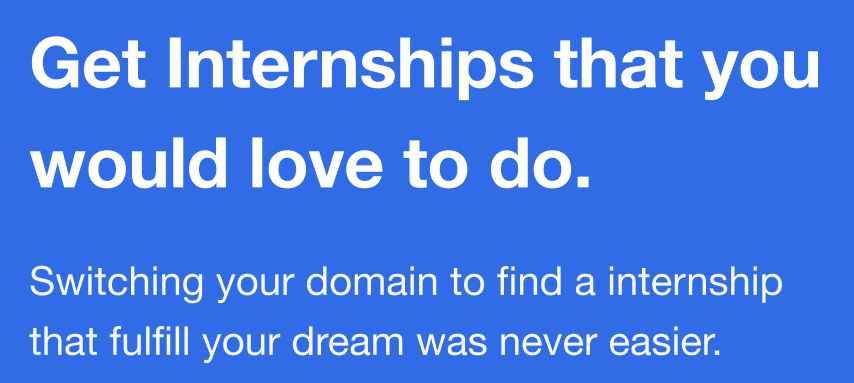 Get Internships that you
would love to do.
Switching your domain to find a internship
that fulfill your dream was never easier.